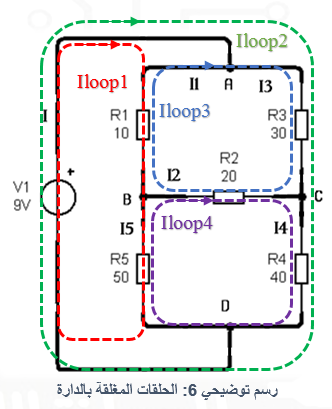 Iloop2
Iloop1
I
I1
A
I3
Iloop3
R1
10
R3
30
R2
20
I2
+
V1
9V
B
C
I5
Iloop4
I4
R5
50
R4
40
D
رسم توضيحي 6: الحلقات المغلقة بالدارة